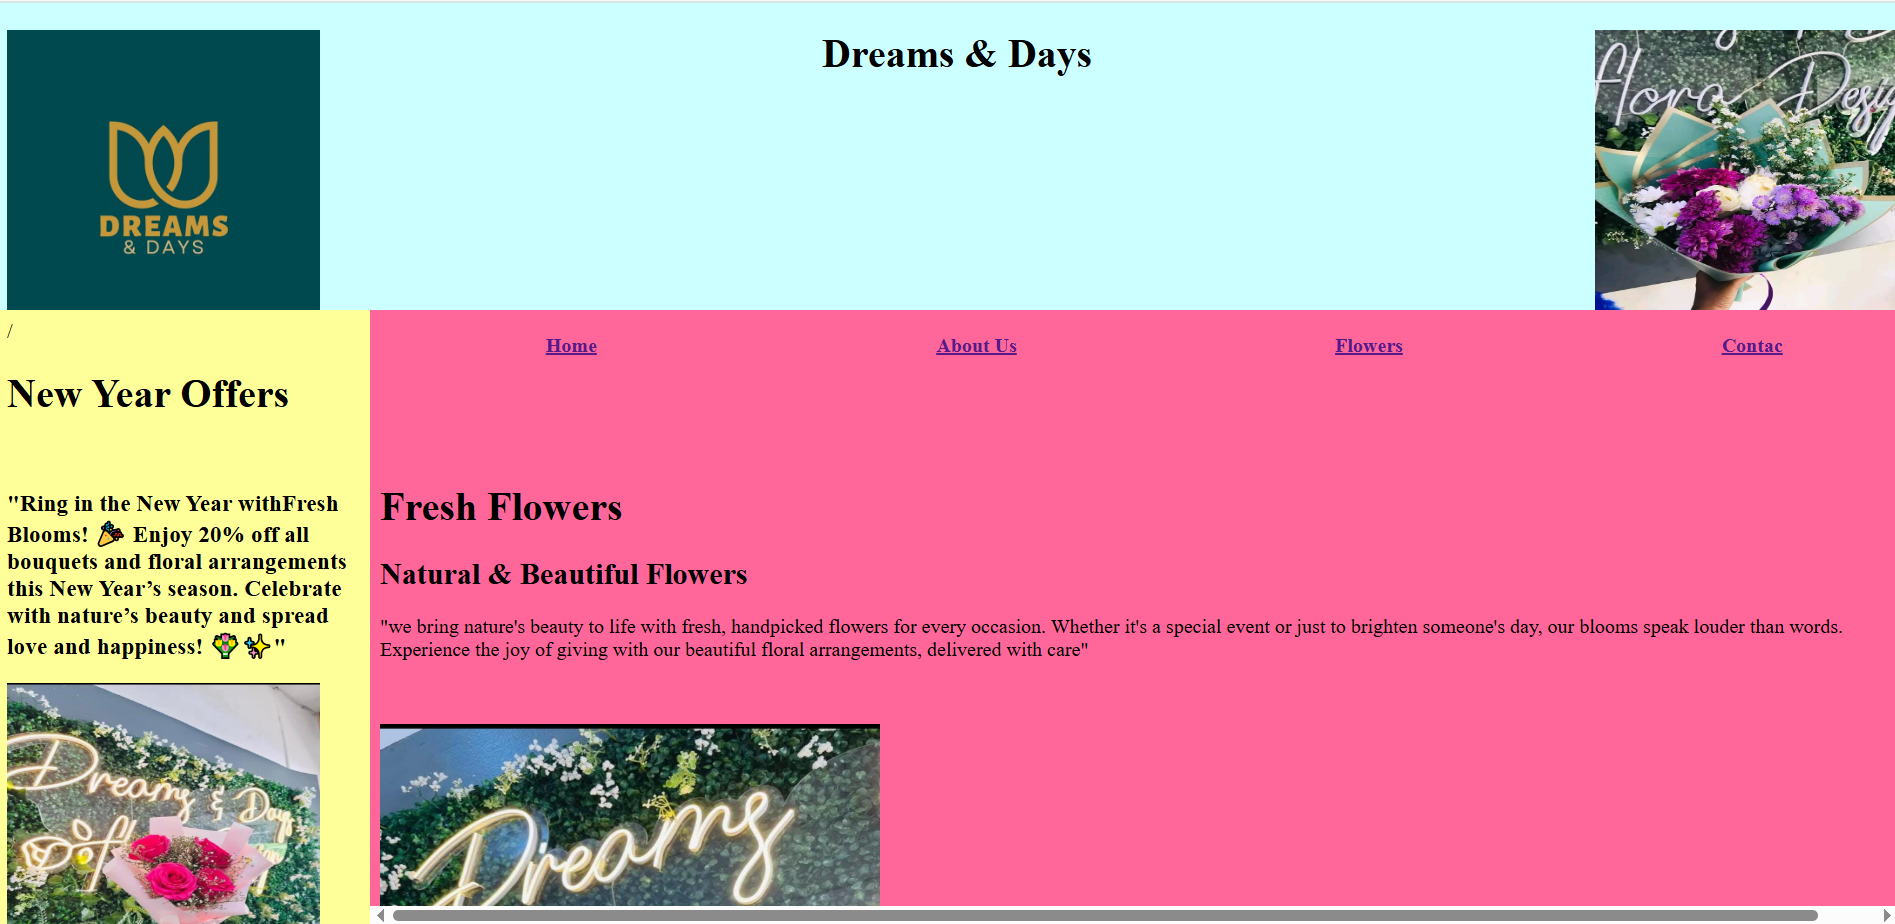 Dreams & Days
DREAMS
& DAYS
flora Desig
/
New Year Offers
"Ring in the New Year withFresh
Blooms! 🎉 Enjoy 20% off all
bouquets and floral arrangements
this New Year’s season. Celebrate
with nature’s beauty and spread
love and happiness! 💐✨"
Dreams & Days
Home About Us Flowers Contac
Fresh Flowers
Natural & Beautiful Flowers
"we bring nature's beauty to life with fresh, handpicked flowers for every occasion. Whether it's a special event or just to brighten someone's day, our blooms speak louder than words.
Experience the joy of giving with our beautiful floral arrangements, delivered with care"
Dreams